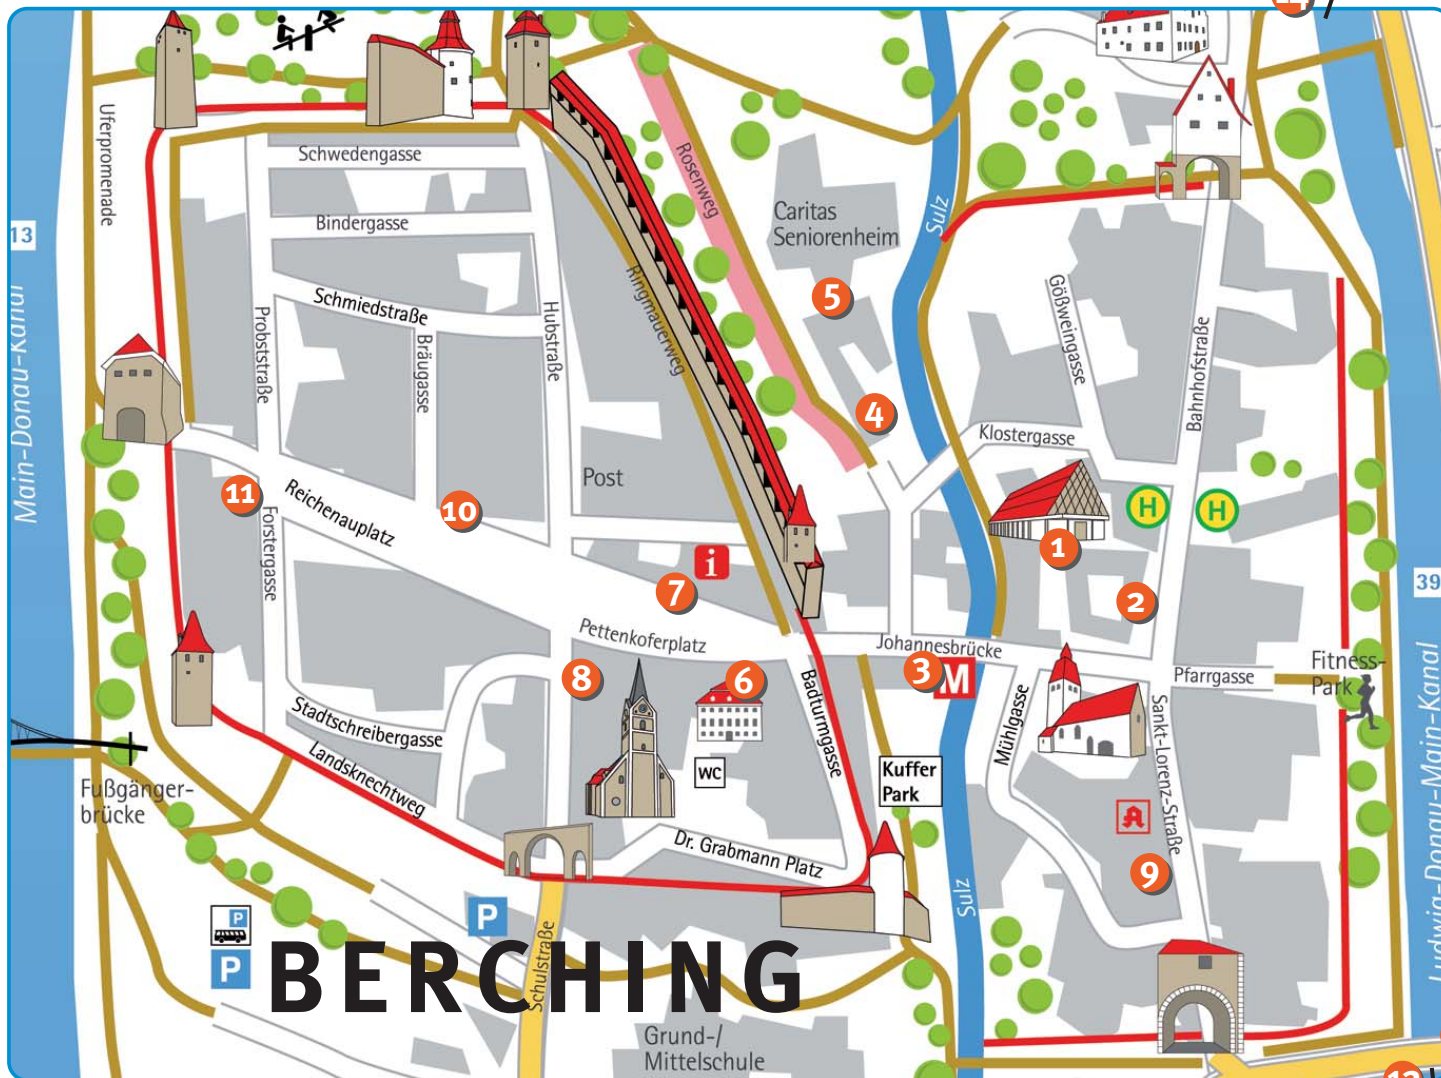 Uferpromenade
13
Main-Donau-Kanal
Schwedengasse
Bindergasse
Schmiedstraße
Probststraße
Bräugasse
Hubstraße
Ringmauerweg
Rosenweg
Caritas
Seniorenheim
5
4
Sulz
Gößweingasse
Bahnhofstraße
Klostergasse
H
H
1
2
39
Post
11
Reichenauplatz
10
Forstergasse
i
7
Pettenkoferplatz
8
6
Johannesbrücke
3
M
Pfarrgasse
Fitness-
Park
Ludwig-Donau-Main-Kanal
Badturmgasse
Mühlgasse
Sankt-Lorenz-Straße
Stadtschreibergasse
Landsknechtweg
WC
Kuffer
Park
Fußgänger-
brücke
Dr. Grabmann Platz
A
9
Sulz
P
P
P
BERCHING
Schulstraße
Grund-/
Mittelschule